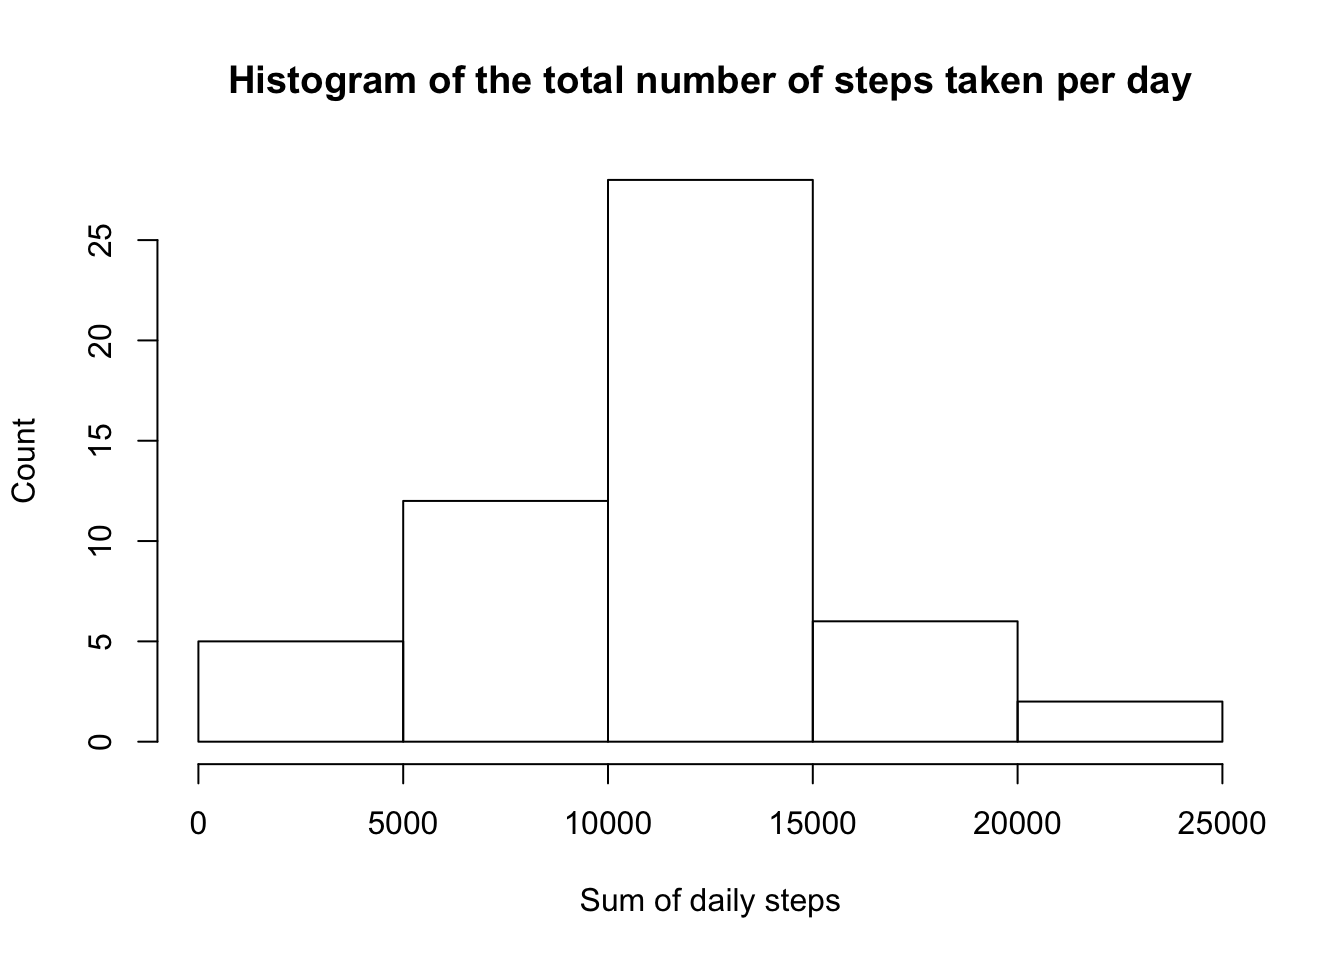 Histogram of the total number of steps taken per day
Count
25
20
15
10
5
0
0 5000 10000 15000 20000 25000
Sum of daily steps